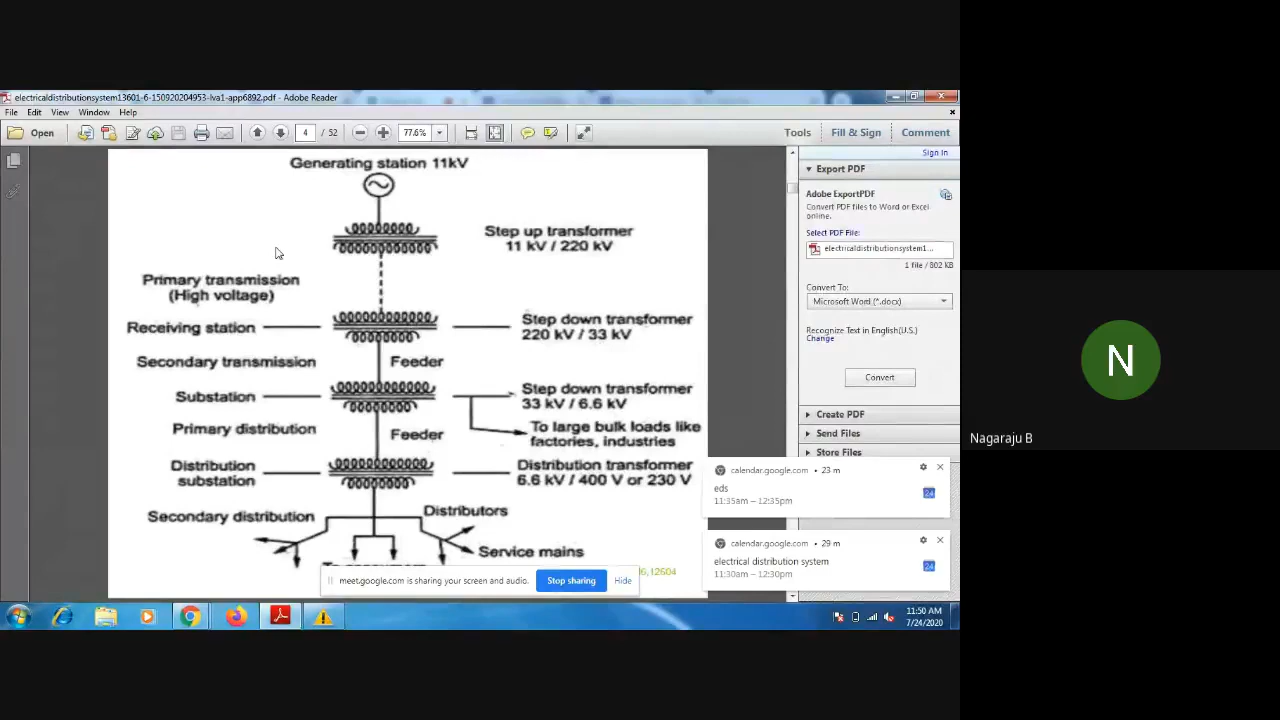 electricaldistributionsystem13601-6-150920204953-lva1-app6892.pdf - Adobe Reader
File Edit View Window Help
Open 4 / 52 77.6% Tools Fill & Sign Comment
Sign In
Generating station 11kV
Step up transformer
11 kV / 220 kV
Primary transmission
(High voltage)
Receiving station
Step down transformer
220 kV / 33 kV
Secondary transmission
Feeder
Substation
Step down transformer
33 kV / 6.6 kV
To large bulk loads like
factories, industries
Primary distribution
Feeder
Distribution
substation
Distribution transformer
6.6 kV / 400 V or 230 V
Secondary distribution
Distributors
Service mains
6,12604
Export PDF
Adobe ExportPDF
Convert PDF files to Word or Excel
online.
Select PDF File:
electricaldistributionsystem1...
1 file / 802 KB
Convert To:
Microsoft Word (*.docx)
Recognize Text in English(U.S.)
Change
Convert
Create PDF
Send Files
Store Files
calendar.google.com • 23 m
eds
11:35am – 12:35pm
24
calendar.google.com • 29 m
electrical distribution system
11:30am – 12:30pm
24
meet.google.com is sharing your screen and audio. Stop sharing Hide
11:50 AM
7/24/2020
N
Nagaraju B